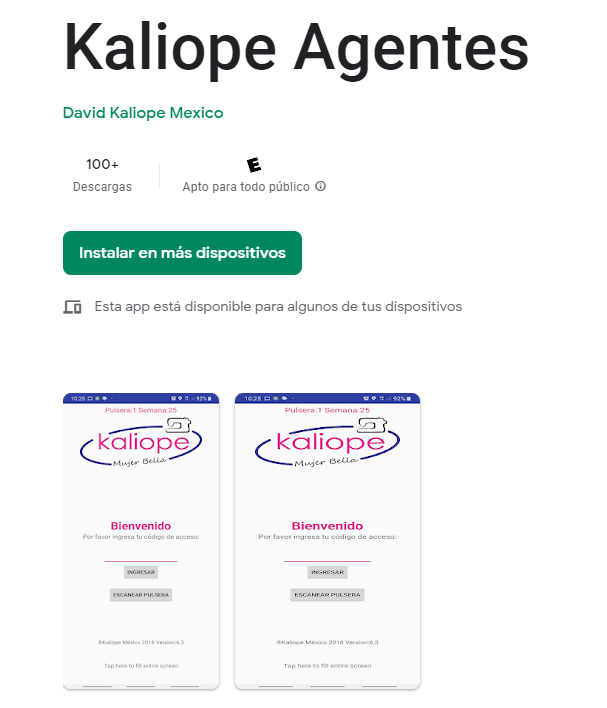 Kaliope Agentes
David Kaliope Mexico
100+
Descargas
E
Apto para todo público
Instalar en más dispositivos
Esta app está disponible para algunos de tus dispositivos
10:25
92%
Pulsera:1 Semana:25
kaliope
Mujer Bella
Bienvenido
Por favor ingresa tu código de acceso:
INGRESAR
ESCANEAR PULSERA
©Kaliope México 2018 Version:6.3
Tap here to fill entire screen
10:25
92%
Pulsera:1 Semana:25
kaliope
Mujer Bella
Bienvenido
Por favor ingresa tu código de acceso:
INGRESAR
ESCANEAR PULSERA
©Kaliope México 2018 Version:6.3
Tap here to fill entire screen